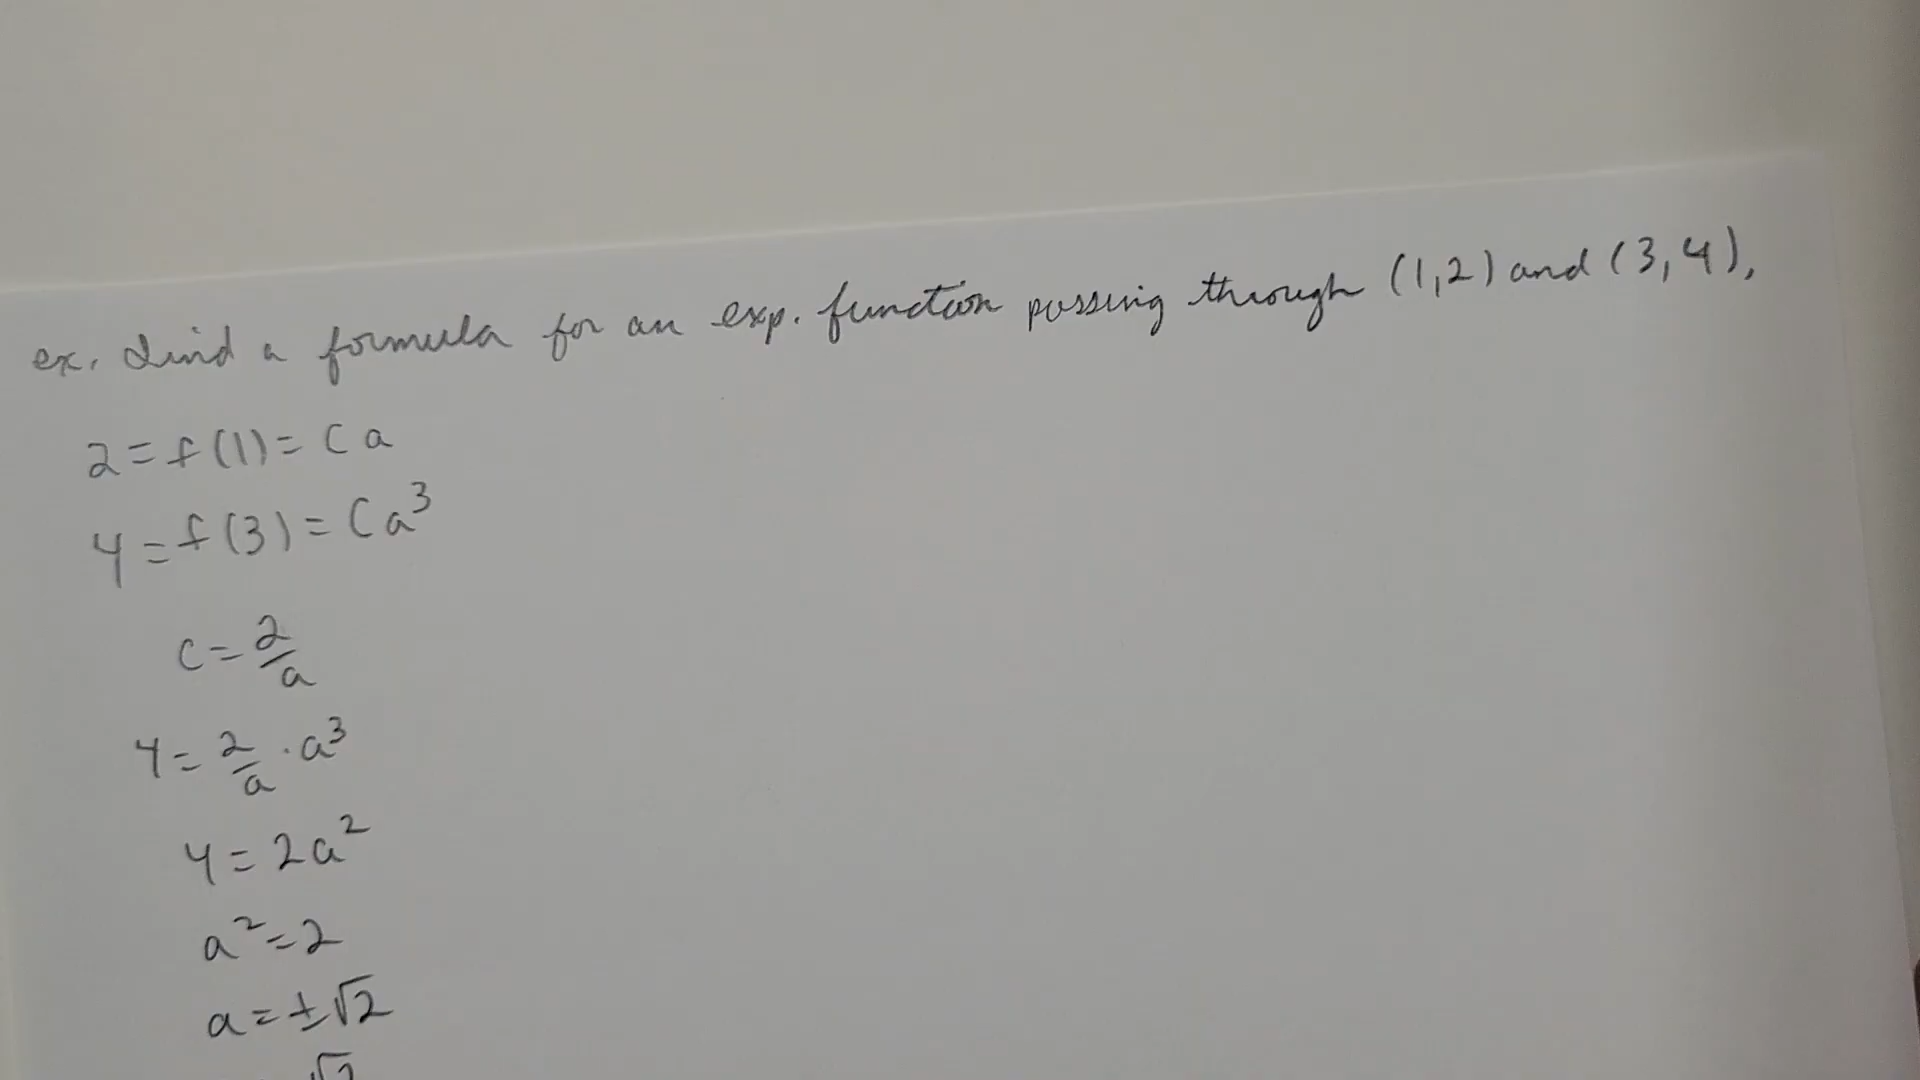 ex. Find a formula for an exp. function passing through (1,2) and (3,4),
2 = f(1) = Ca
4 = f(3) = Ca³
C = 2/a
4 = 2/a · a³
4 = 2a²
a² = 2
a = ±√2
√2